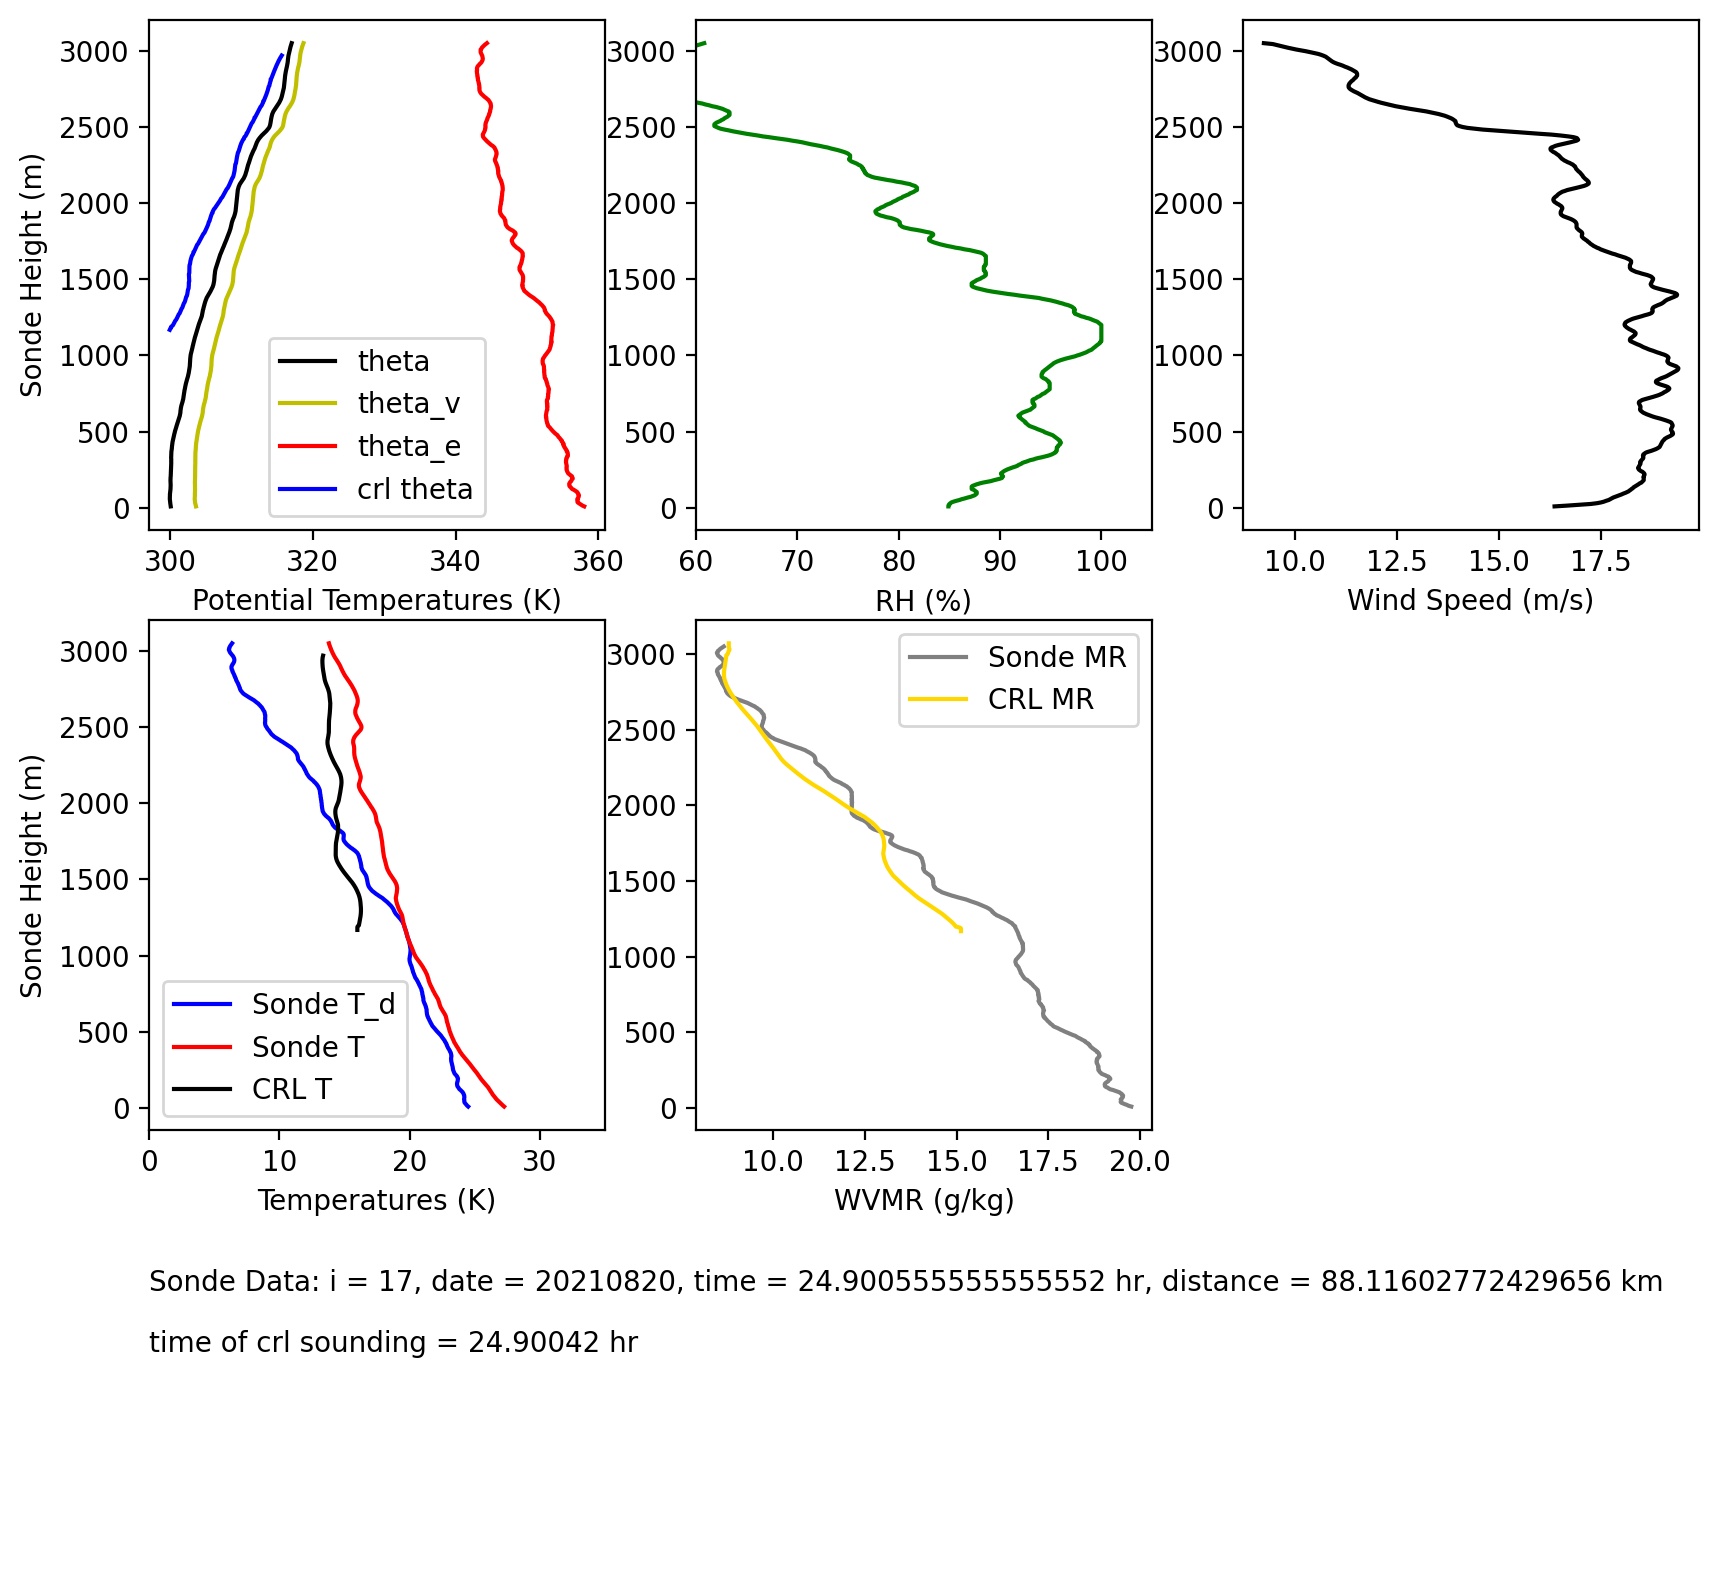 Sonde Height (m)
3000
2500
2000
1500
1000
500
0
theta
theta_v
theta_e
crl theta
300 320 340 360
Potential Temperatures (K)
3000
2500
2000
1500
1000
500
0
60 70 80 90 100
RH (%)
3000
2500
2000
1500
1000
500
0
10.0 12.5 15.0 17.5
Wind Speed (m/s)
Sonde Height (m)
3000
2500
2000
1500
1000
500
0
Sonde T_d
Sonde T
CRL T
0 10 20 30
Temperatures (K)
3000
2500
2000
1500
1000
500
0
Sonde MR
CRL MR
10.0 12.5 15.0 17.5 20.0
WVMR (g/kg)
Sonde Data: i = 17, date = 20210820, time = 24.900555555555552 hr, distance = 88.11602772429656 km
time of crl sounding = 24.90042 hr